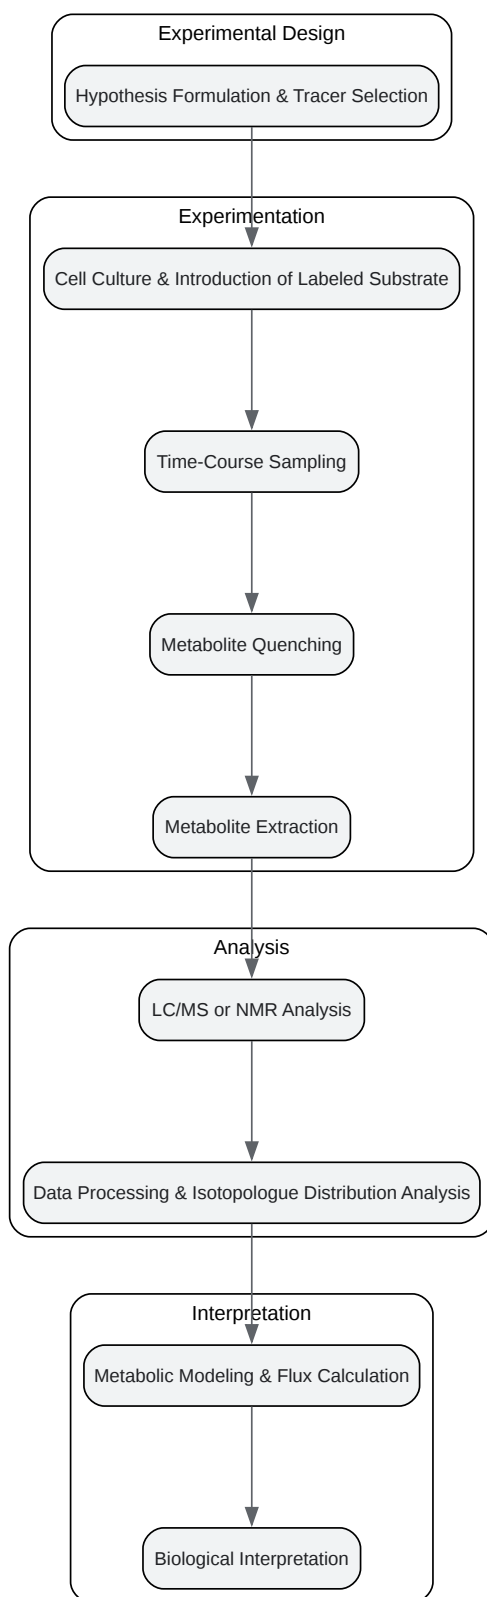 Experimental Design
Hypothesis Formulation & Tracer Selection
Experimentation
Cell Culture & Introduction of Labeled Substrate
Time-Course Sampling
Metabolite Quenching
Metabolite Extraction
Analysis
LC/MS or NMR Analysis
Data Processing & Isotopologue Distribution Analysis
Interpretation
Metabolic Modeling & Flux Calculation
Biological Interpretation